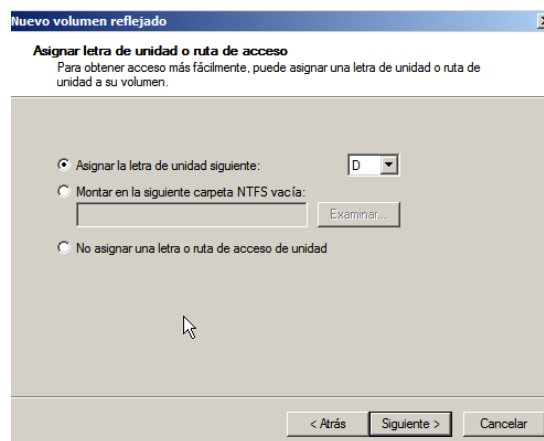 Nuevo volumen reflejado
Asignar letra de unidad o ruta de acceso
Para obtener acceso más fácilmente, puede asignar una letra de unidad o ruta de
unidad a su volumen.
Asignar la letra de unidad siguiente:
D
Montar en la siguiente carpeta NTFS vacía:
Examinar...
No asignar una letra o ruta de acceso de unidad
< Atrás
Siguiente >
Cancelar